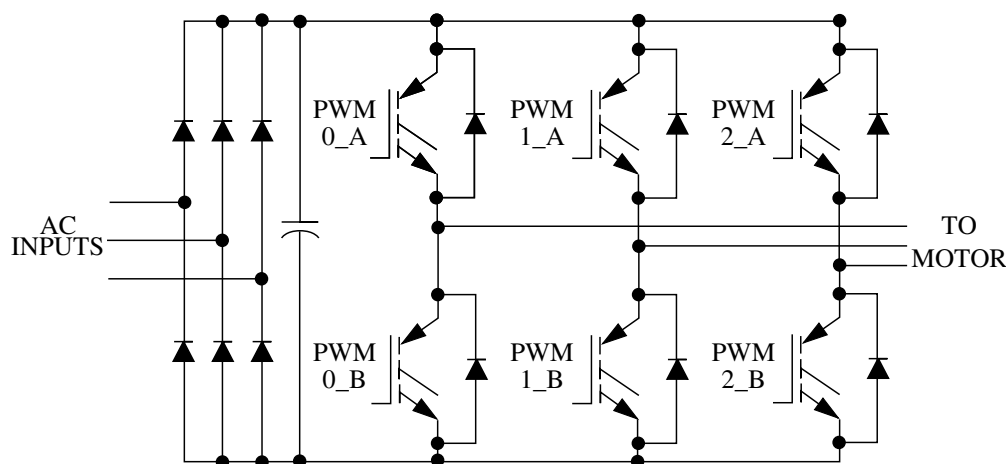 PWM
0_A
PWM
1_A
PWM
2_A
AC
INPUTS
TO
MOTOR
PWM
0_B
PWM
1_B
PWM
2_B